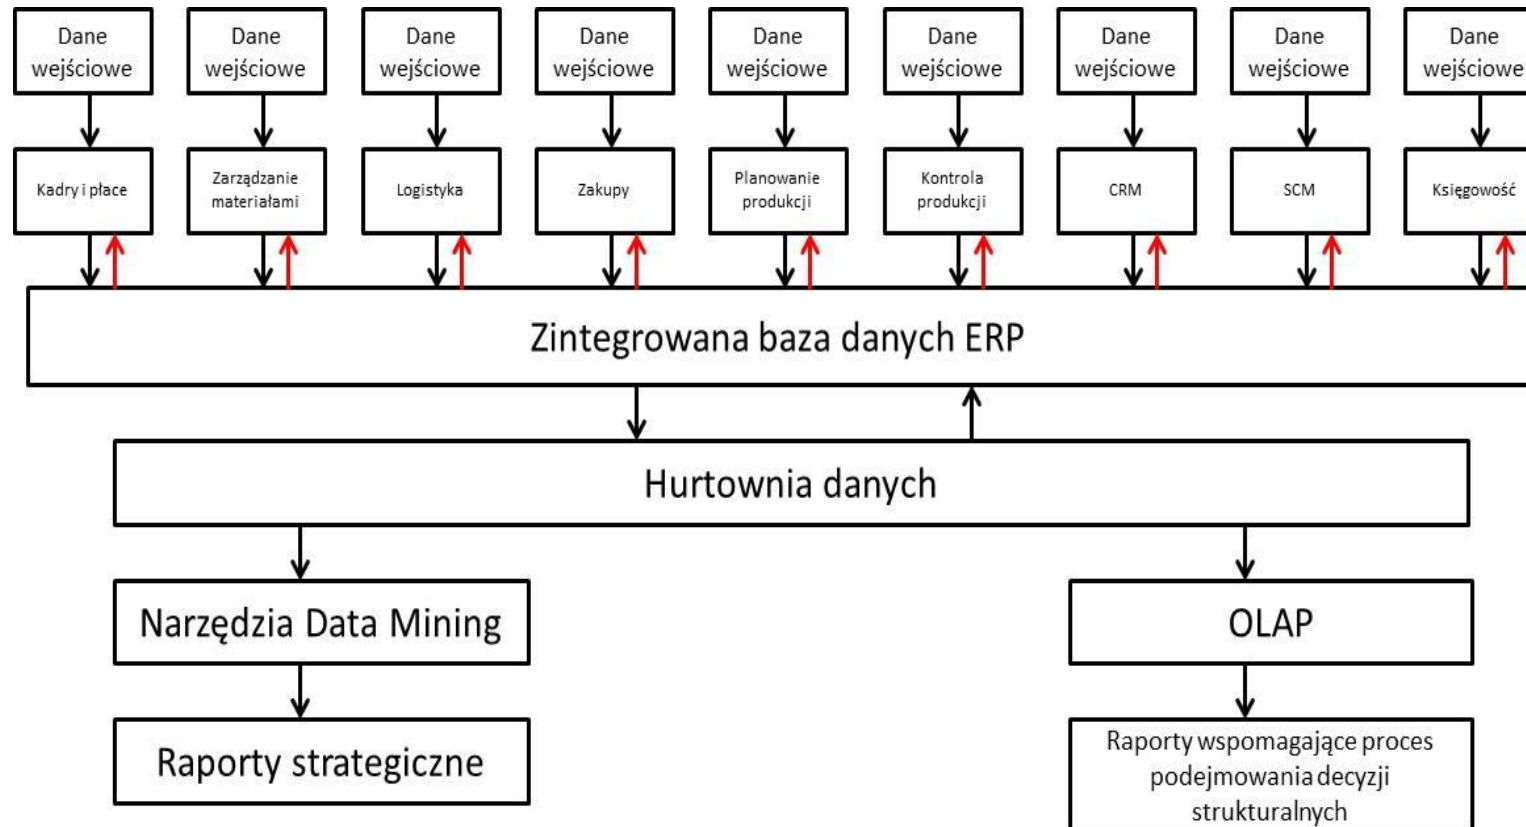 Dane
wejściowe
Dane
wejściowe
Dane
wejściowe
Dane
wejściowe
Dane
wejściowe
Dane
wejściowe
Dane
wejściowe
Dane
wejściowe
Dane
wejściowe
Kadry i płace
Zarządzanie
materiałami
Logistyka
Zakupy
Planowanie
produkcji
Kontrola
produkcji
CRM
SCM
Księgowość
Zintegrowana baza danych ERP
Hurtownia danych
Narzędzia Data Mining
OLAP
Raporty strategiczne
Raporty wspomagające proces
podejmowania decyzji
strukturalnych